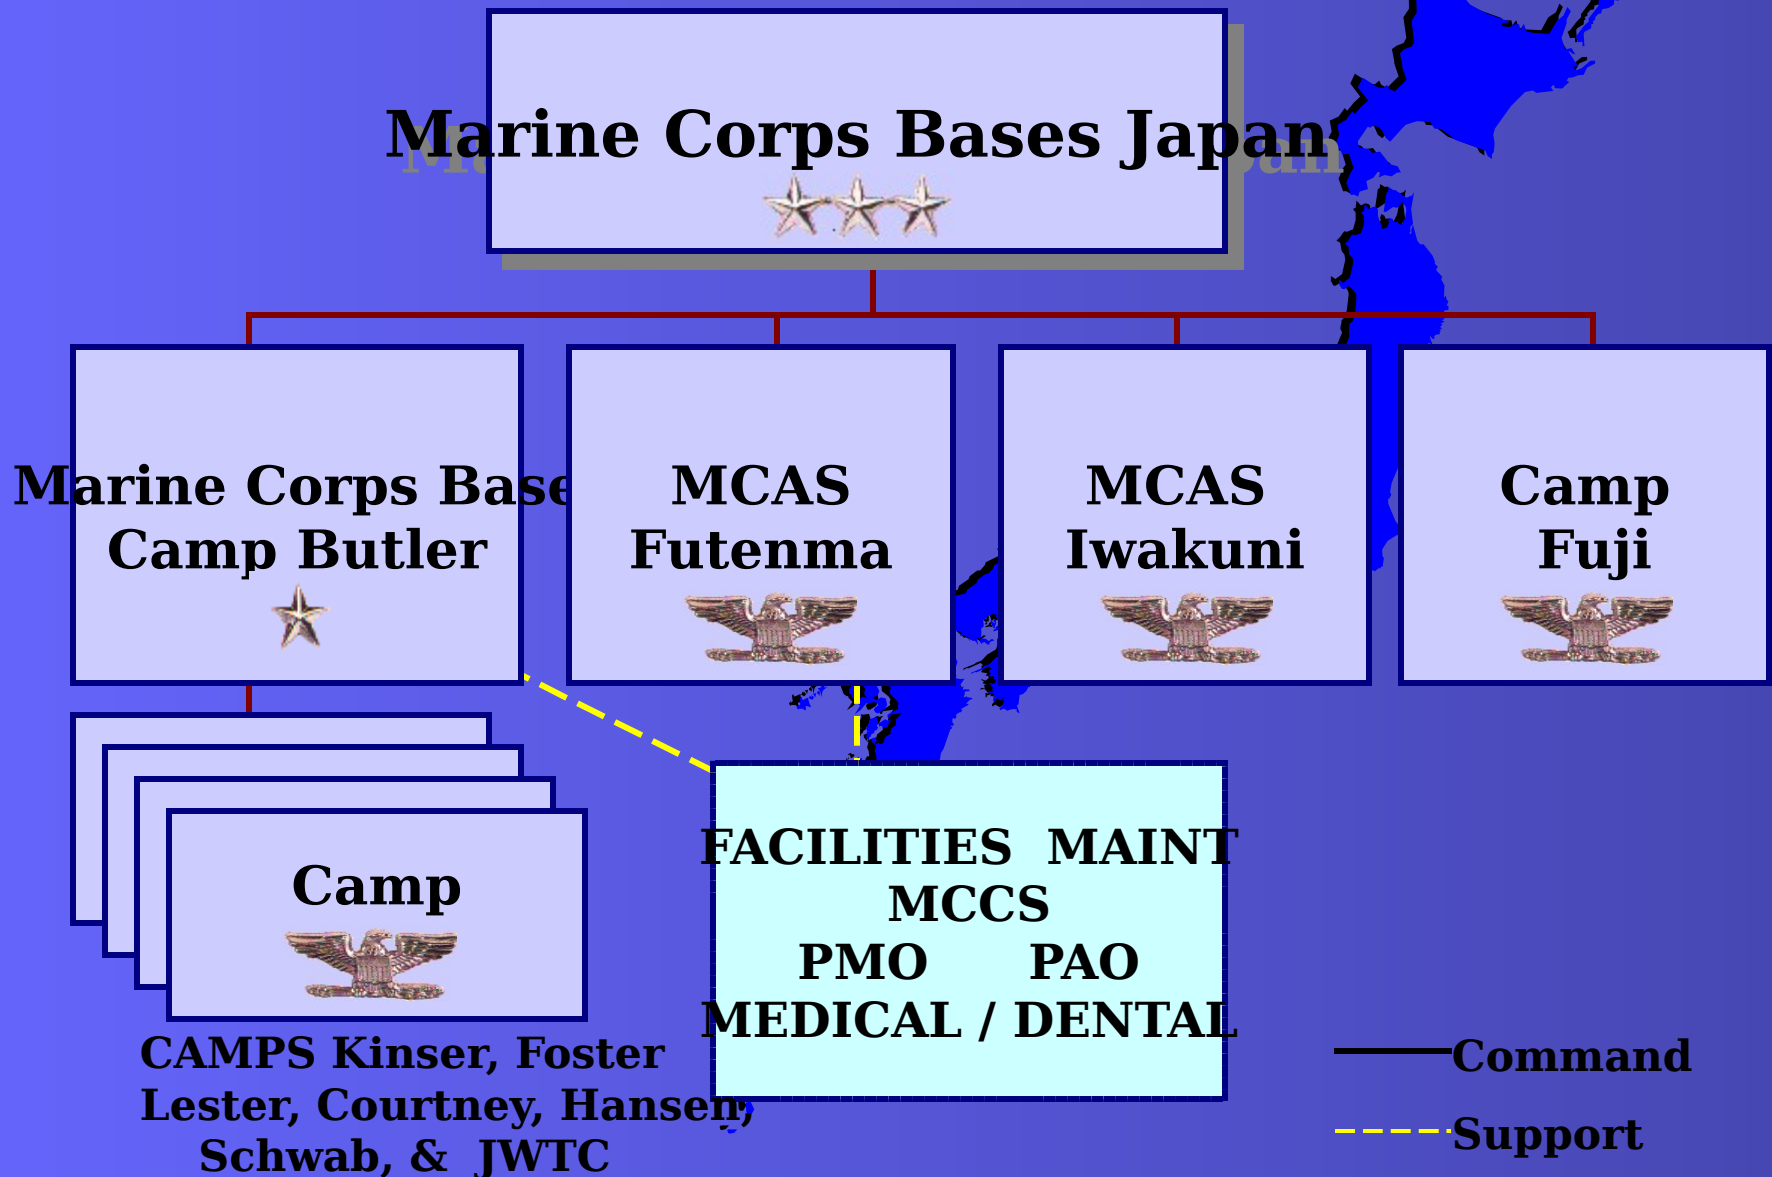 Marine Corps Bases Japan
Marine Corps Base
Camp Butler
MCAS
Futenma
MCAS
Iwakuni
Camp
Fuji
Camp
CAMPS Kinser, Foster
Lester, Courtney, Hansen,
Schwab, & JWTC
FACILITIES MAINT
MCCS
PMO PAO
MEDICAL / DENTAL
Command
Support